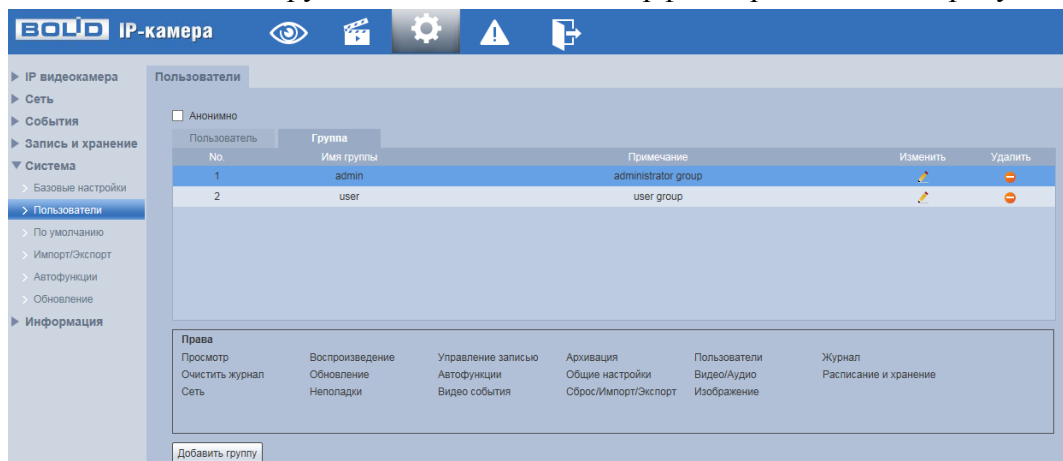 BOLID IP-камера
IP видеокамера
Сеть
События
Запись и хранение
Система
Базовые настройки
Пользователи
По умолчанию
Импорт/Экспорт
Автофункции
Обновление
Информация
Пользователи
Анонимно
Пользователь Группа
No. Имя группы Примечание Изменить Удалить
1 admin administrator group
2 user user group
Права
Просмотр Воспроизведение Управление записью Архивация Пользователи Журнал
Очистить журнал Обновление Автофункции Общие настройки Видео/Аудио Расписание и хранение
Сеть Неполадки Видео события Сброс/Импорт/Экспорт Изображение
Добавить группу